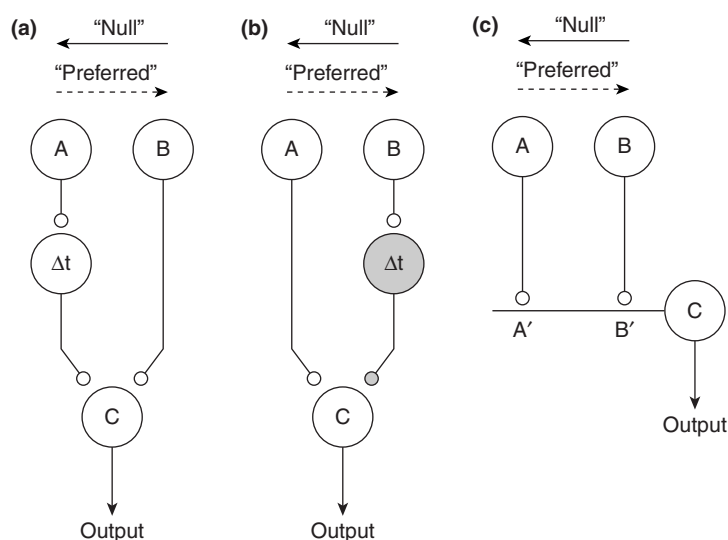 (a)
“Null”
“Preferred”
A
B
Δt
C
Output
(b)
“Null”
“Preferred”
A
B
Δt
C
Output
(c)
“Null”
“Preferred”
A
B
A′
B′
C
Output